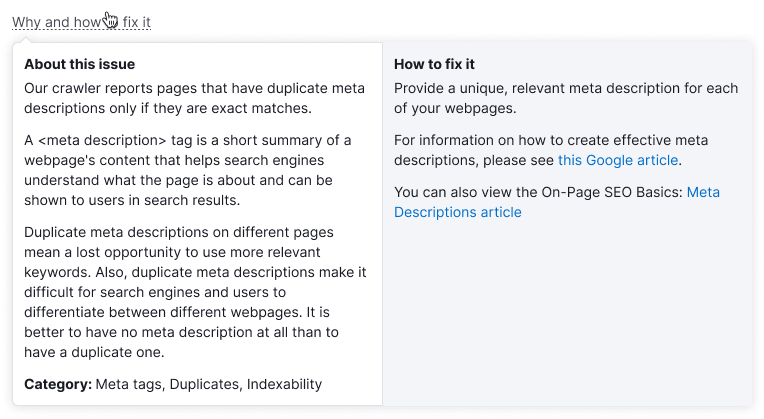 Why and how to fix it
About this issue
Our crawler reports pages that have duplicate meta
descriptions only if they are exact matches.
A <meta description> tag is a short summary of a
webpage's content that helps search engines
understand what the page is about and can be
shown to users in search results.
Duplicate meta descriptions on different pages
mean a lost opportunity to use more relevant
keywords. Also, duplicate meta descriptions make it
difficult for search engines and users to
differentiate between different webpages. It is
better to have no meta description at all than to
have a duplicate one.
Category: Meta tags, Duplicates, Indexability
How to fix it
Provide a unique, relevant meta description for each
of your webpages.
For information on how to create effective meta
descriptions, please see this Google article.
You can also view the On-Page SEO Basics: Meta
Descriptions article